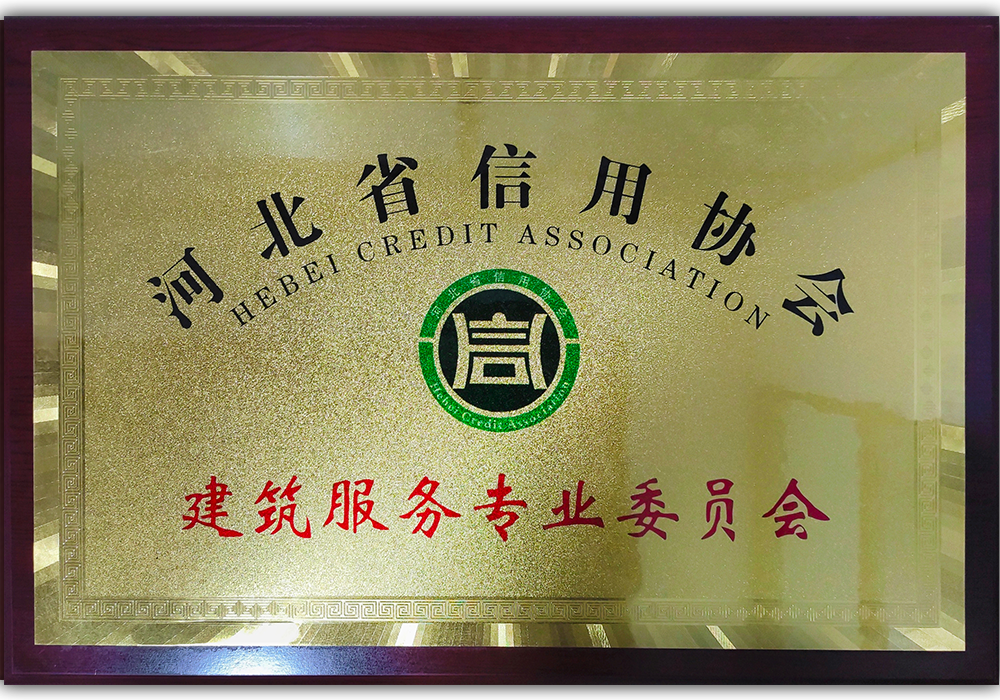 河北省信用协会
HEBEI CREDIT ASSOCIATION
河北省信用协会
Hebei Credit Association
建筑服务专业委员会